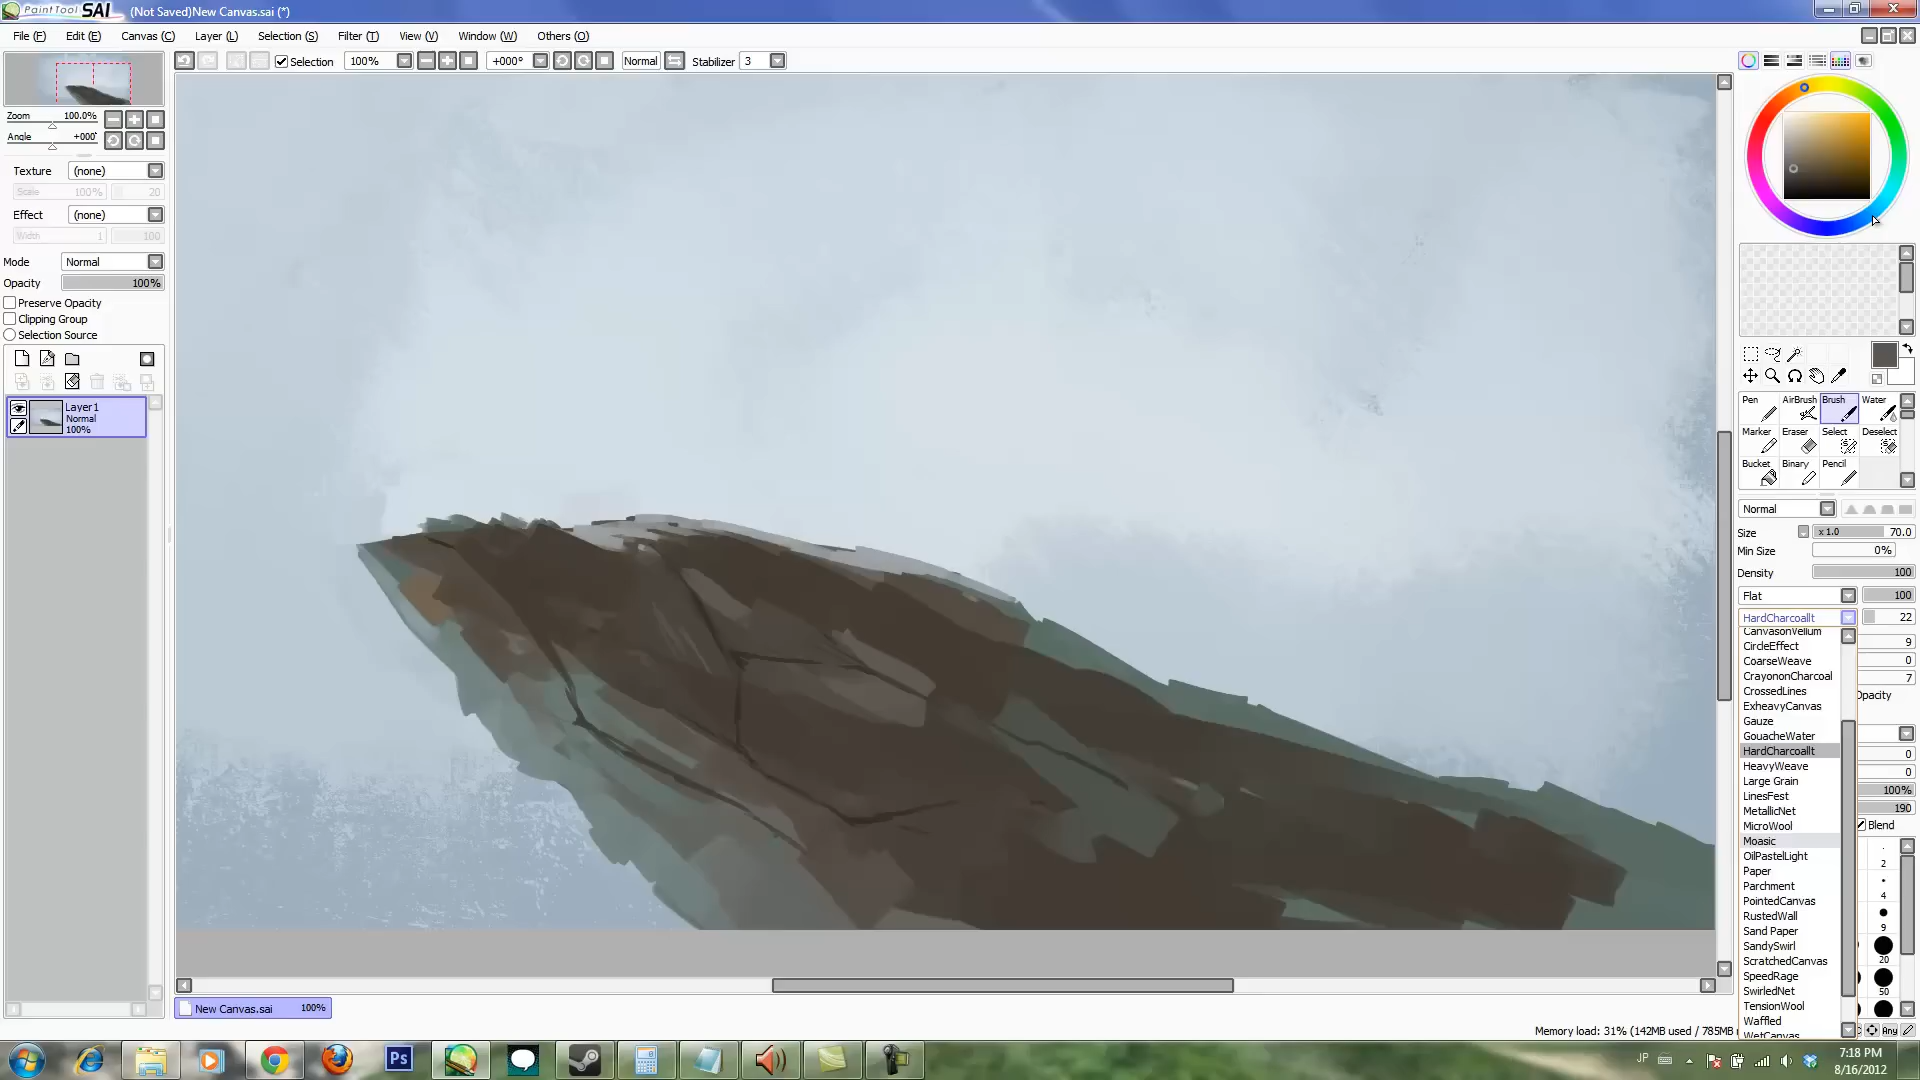 PaintTool SAI (Not Saved)New Canvas.sai (*)
File (F) Edit (E) Canvas (C) Layer (L) Selection (S) Filter (T) View (V) Window (W) Others (O)
Selection 100% +000° Normal Stabilizer 3
Zoom 100.0%
Angle +000°
Texture (none)
Scale 100% 20
Effect (none)
Width 1 100
Mode Normal
Opacity 100%
Preserve Opacity
Clipping Group
Selection Source
Layer1
Normal
100%
Pen AirBrush Brush Water
Marker Eraser Select Deselect
Bucket Binary Pencil
Normal
Size x 1.0 70.0
Min Size 0%
Density 100
Flat 100
HardCharcoalIt 22
CanvasonVellum 9
CircleEffect
CoarseWeave 0
CrayononCharcoal 7
CrossedLines Opacity
ExheavyCanvas
Gauze
GouacheWater
HardCharcoalIt 0
HeavyWeave 0
Large Grain 100%
LinesFest
MetallicNet 190
MicroWool Blend
Moasic
OilPastelLight 2
Paper
Parchment
PointedCanvas 4
RustedWall
Sand Paper 9
SandySwirl
ScratchedCanvas 20
SpeedRage
SwirledNet 50
TensionWool
Waffled
WetCanvas
Any
New Canvas.sai 100%
Memory load: 31% (142MB used / 785MB
Ps
JP
7:18 PM
8/16/2012